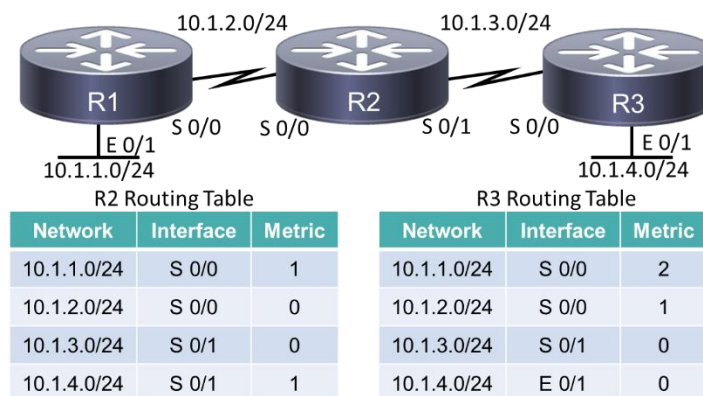 10.1.2.0/24 10.1.3.0/24
R1 R2 R3
S 0/0 S 0/0 S 0/1 S 0/0
E 0/1 E 0/1
10.1.1.0/24 10.1.4.0/24
R2 Routing Table
Network Interface Metric
10.1.1.0/24 S 0/0 1
10.1.2.0/24 S 0/0 0
10.1.3.0/24 S 0/1 0
10.1.4.0/24 S 0/1 1
R3 Routing Table
Network Interface Metric
10.1.1.0/24 S 0/0 2
10.1.2.0/24 S 0/0 1
10.1.3.0/24 S 0/1 0
10.1.4.0/24 E 0/1 0